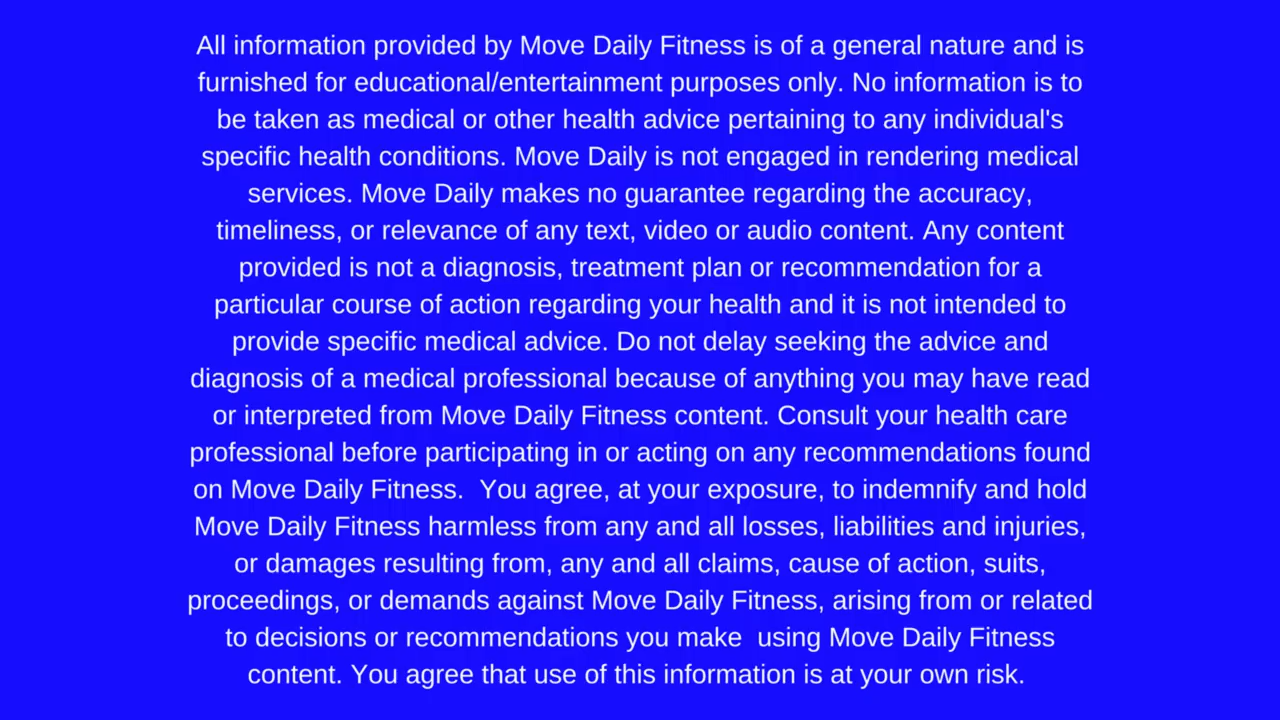 All information provided by Move Daily Fitness is of a general nature and is
furnished for educational/entertainment purposes only. No information is to
be taken as medical or other health advice pertaining to any individual's
specific health conditions. Move Daily is not engaged in rendering medical
services. Move Daily makes no guarantee regarding the accuracy,
timeliness, or relevance of any text, video or audio content. Any content
provided is not a diagnosis, treatment plan or recommendation for a
particular course of action regarding your health and it is not intended to
provide specific medical advice. Do not delay seeking the advice and
diagnosis of a medical professional because of anything you may have read
or interpreted from Move Daily Fitness content. Consult your health care
professional before participating in or acting on any recommendations found
on Move Daily Fitness.  You agree, at your exposure, to indemnify and hold
Move Daily Fitness harmless from any and all losses, liabilities and injuries,
or damages resulting from, any and all claims, cause of action, suits,
proceedings, or demands against Move Daily Fitness, arising from or related
to decisions or recommendations you make  using Move Daily Fitness
content. You agree that use of this information is at your own risk.